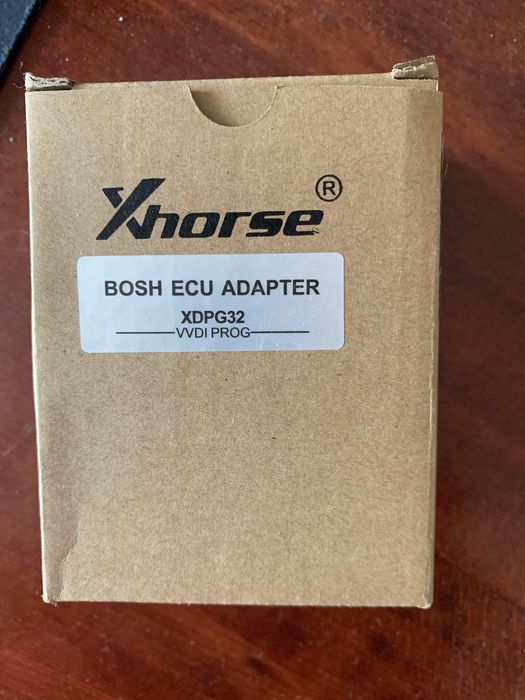 Xhorse ®
BOSH ECU ADAPTER
XDPG32
VVDI PROG